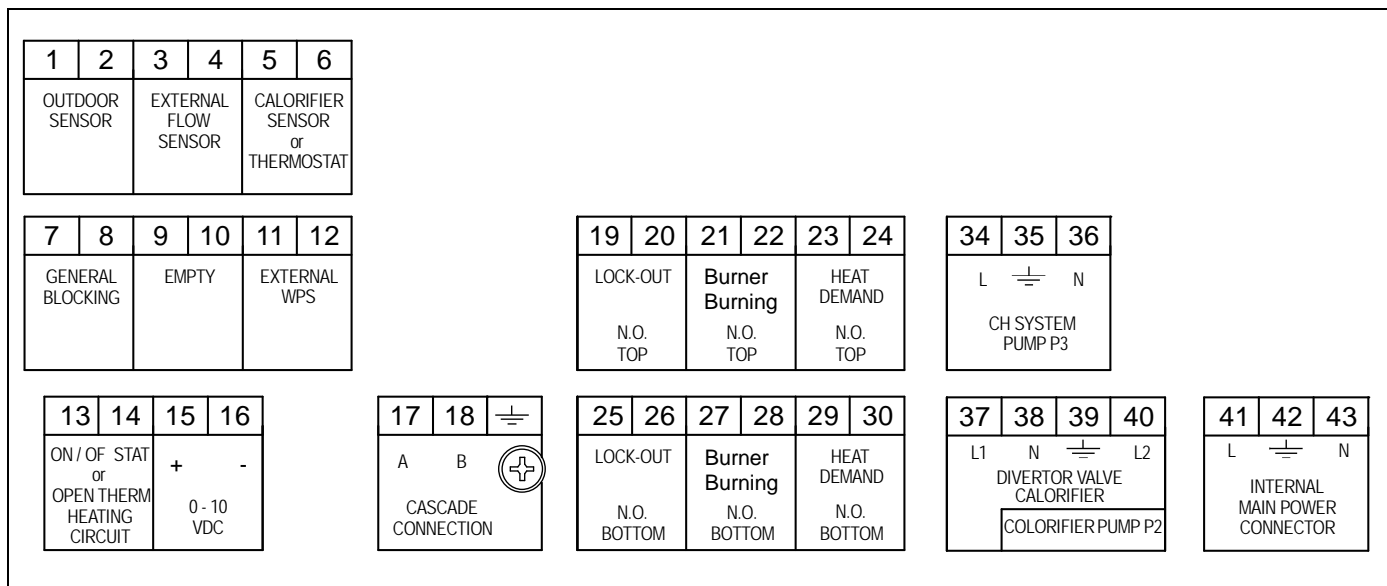 1 2 3 4 5 6
OUTDOOR SENSOR
EXTERNAL FLOW SENSOR
CALORIFIER SENSOR or THERMOSTAT
7 8 9 10 11 12
GENERAL BLOCKING
EMPTY
EXTERNAL WPS
19 20 21 22 23 24
LOCK-OUT N.O. TOP
Burner Burning N.O. TOP
HEAT DEMAND N.O. TOP
34 35 36
L N
CH SYSTEM PUMP P3
13 14 15 16
ON / OF STAT or OPEN THERM HEATING CIRCUIT
+ -
0 - 10 VDC
17 18
A B
CASCADE CONNECTION
25 26 27 28 29 30
LOCK-OUT N.O. BOTTOM
Burner Burning N.O. BOTTOM
HEAT DEMAND N.O. BOTTOM
37 38 39 40
L1 N L2
DIVERTOR VALVE CALORIFIER
COLORIFIER PUMP P2
41 42 43
L N
INTERNAL MAIN POWER CONNECTOR